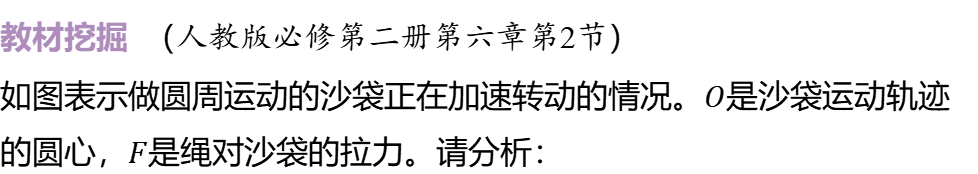 教材挖掘 (人教版必修第二册第六章第2节)
如图表示做圆周运动的沙袋正在加速转动的情况。O是沙袋运动轨迹
的圆心，F是绳对沙袋的拉力。请分析：